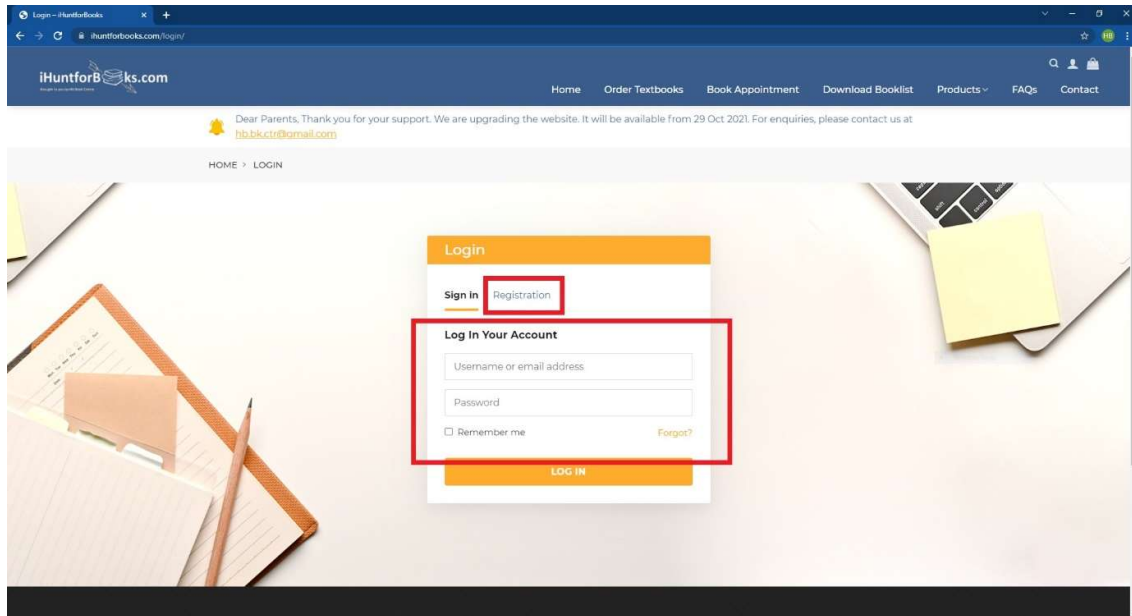 Login – iHuntforBooks
ihuntforbooks.com/login/
HB
iHuntforBooks.com
Home Order Textbooks Book Appointment Download Booklist Products FAQs Contact
Dear Parents, Thank you for your support. We are upgrading the website. It will be available from 29 Oct 2021. For enquiries, please contact us at
hb.bk.ctr@gmail.com
HOME > LOGIN
Login
Sign in Registration
Log In Your Account
Username or email address
Password
Remember me Forgot?
LOG IN